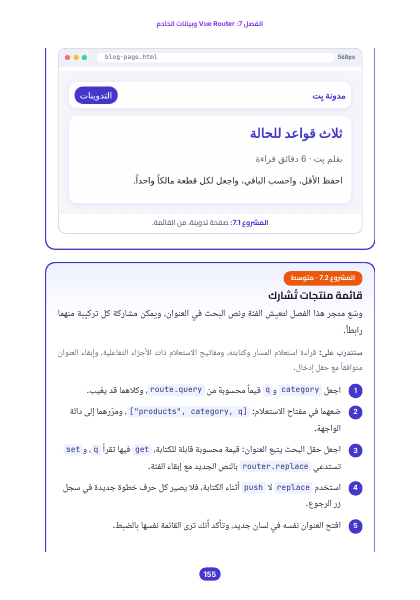 الفصل 7: Vue Router وبيانات الخادم
blog-page.html
560px
مدونة پِت
التدوينات
ثلاث قواعد للحالة
بقلم پِت · 6 دقائق قراءة
احفظ الأقل، واحسب الباقي، واجعل لكل قطعة مالكاً واحداً.
المشروع 7.1: صفحة تدوينة، من القائمة.
المشروع 7.2 · متوسط
قائمة منتجات تُشارك
وسّع متجر هذا الفصل لتعيش الفئة ونص البحث في العنوان، ويمكن مشاركة كل تركيبة منهما
رابطاً.
ستتدرب على: قراءة استعلام المسار وكتابته، ومفاتيح الاستعلام ذات الأجزاء التفاعلية، وإبقاء العنوان
متوافقاً مع حقل إدخال.
1 اجعل category و q قيماً محسوبة من route.query، وكلاهما قد يغيب.
2 ضعهما في مفتاح الاستعلام: ["products", category, q]، ومرّرهما إلى دالة
الواجهة.
3 اجعل حقل البحث يتبع العنوان: قيمة محسوبة قابلة للكتابة، get فيها تقرأ q، و set
تستدعي router.replace بالنص الجديد مع إبقاء الفئة.
4 استخدم replace لا push أثناء الكتابة، فلا يصير كل حرف خطوة جديدة في سجل
زر الرجوع.
5 افتح العنوان نفسه في لسان جديد، وتأكد أنك ترى القائمة نفسها بالضبط.
155